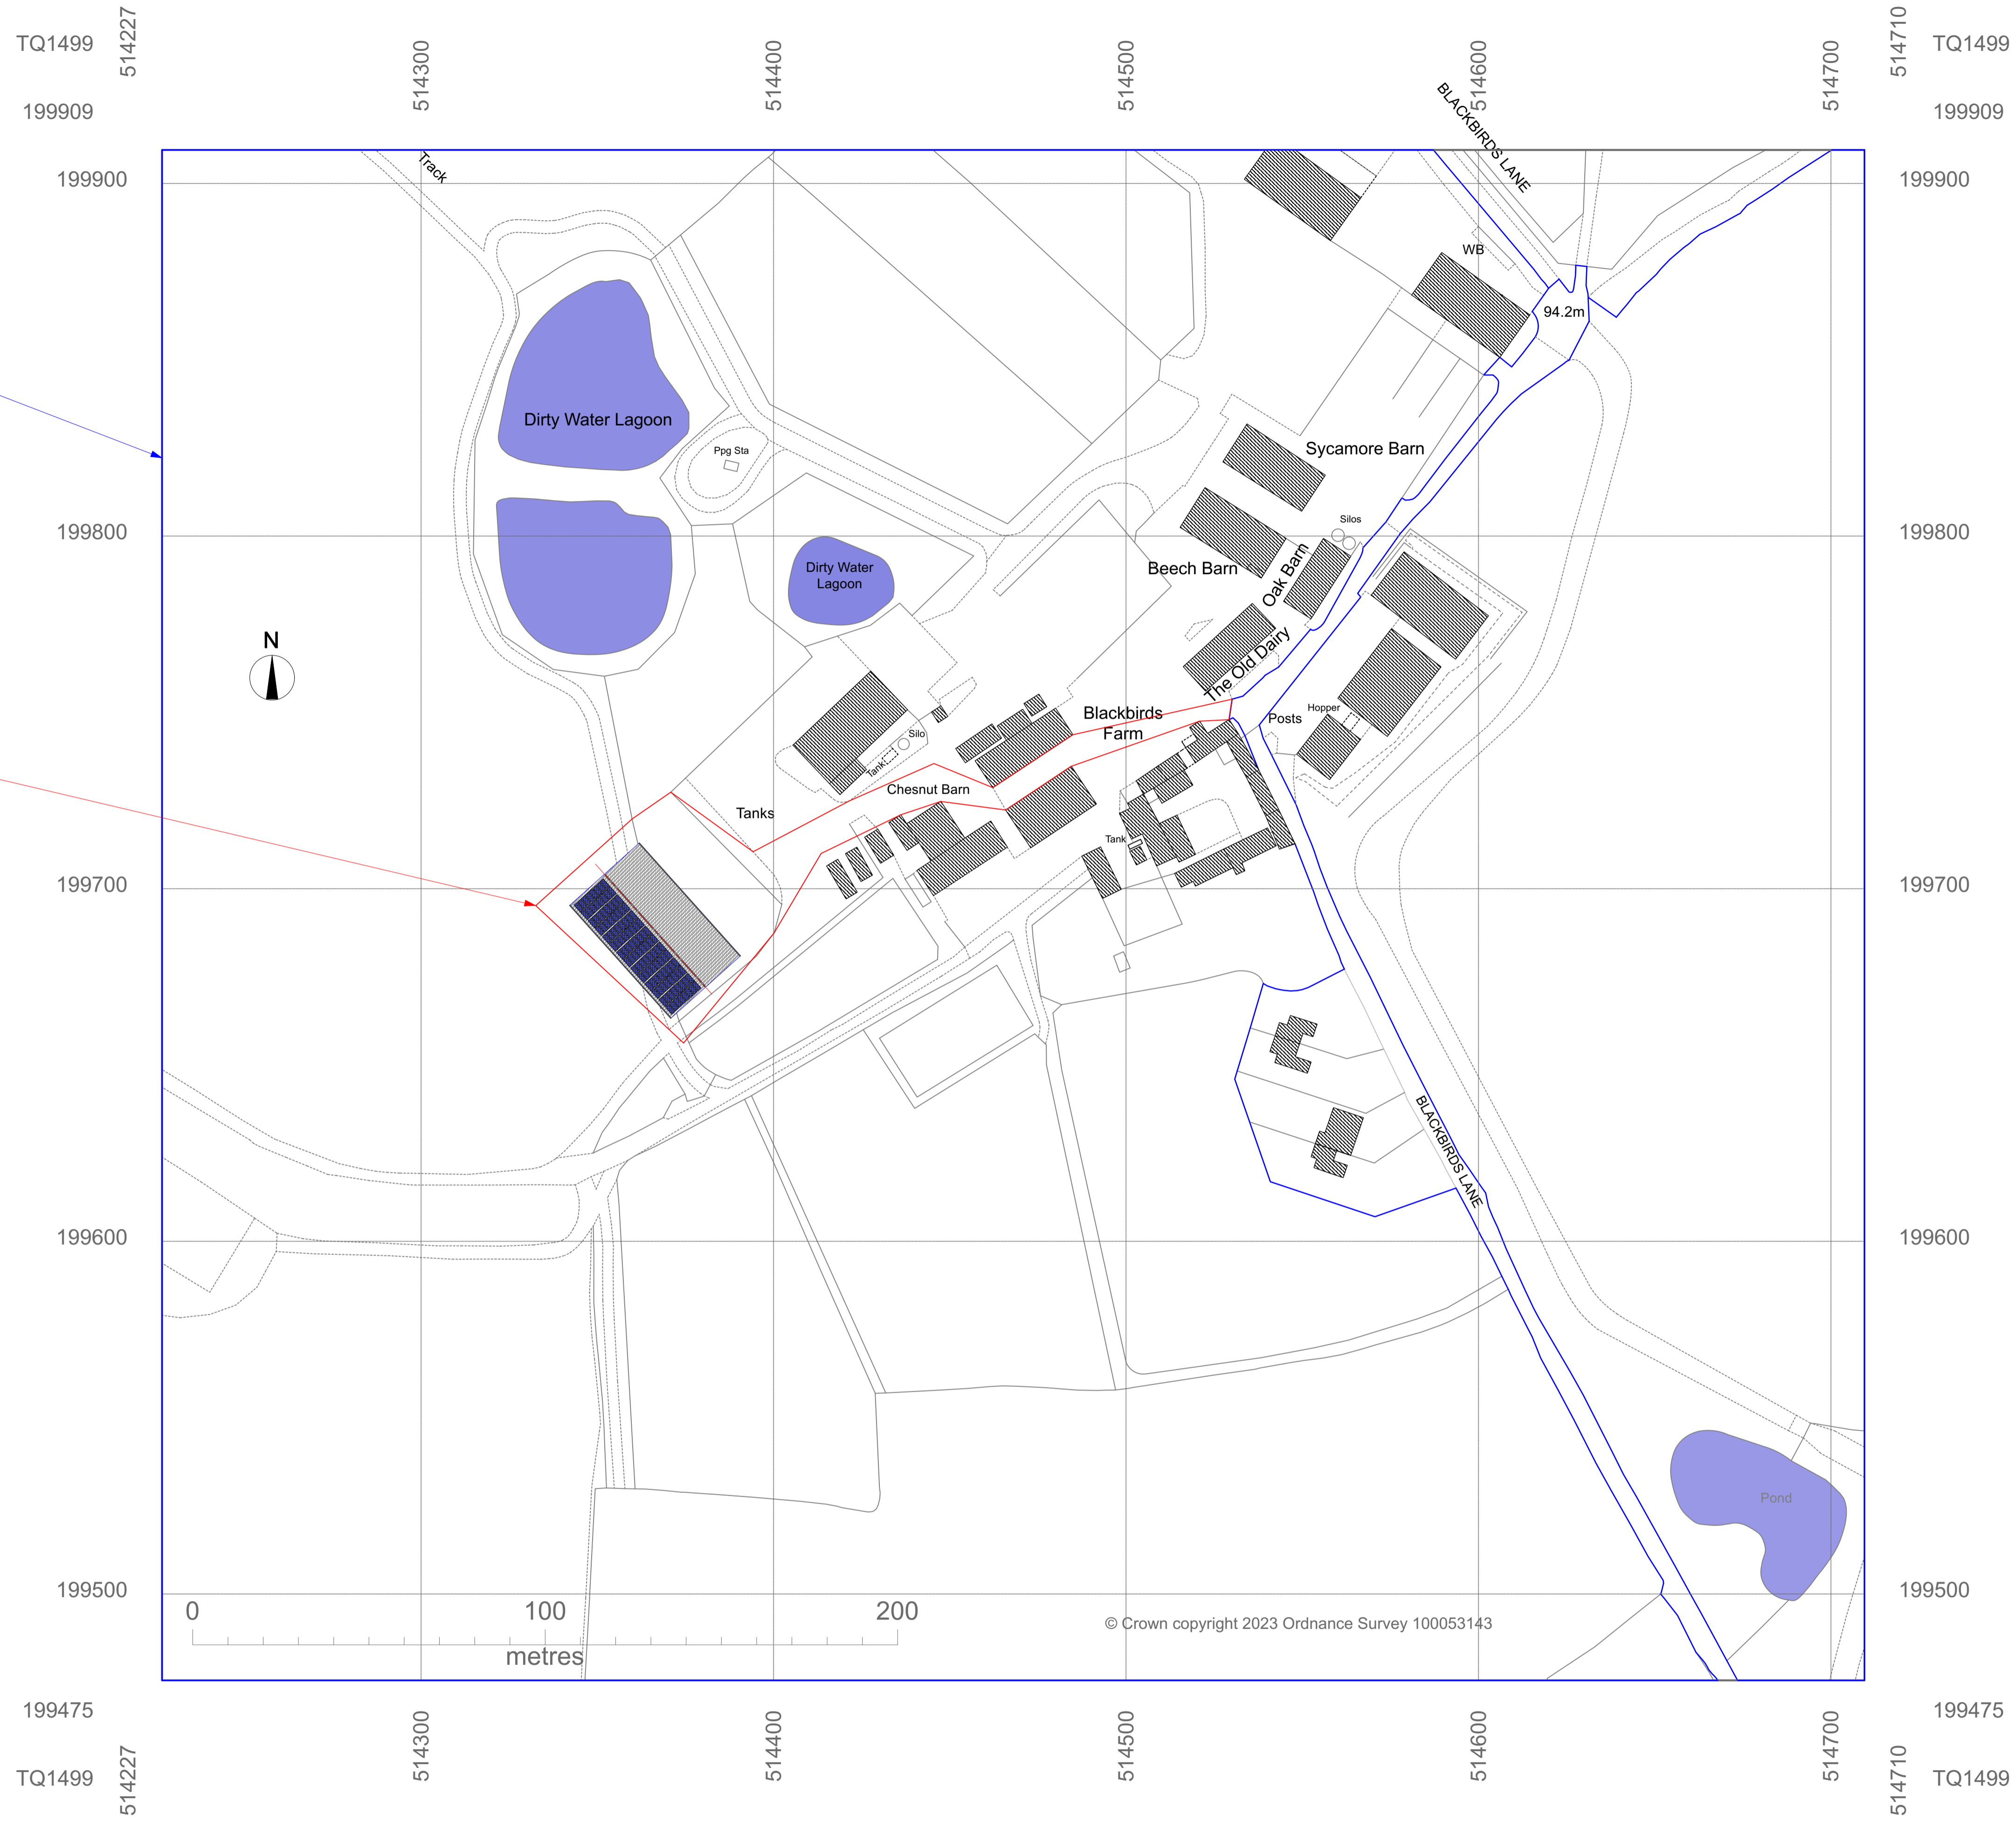 TQ1499
514227
514300
514400
514500
514600
514700
514710
TQ1499
199909
199909
BLACKBIRDS LANE
Track
199900
199900
WB
94.2m
Dirty Water Lagoon
Ppg Sta
Sycamore Barn
Silos
199800
199800
Dirty Water
Lagoon
Beech Barn
Oak Barn
N
The Old Dairy
Blackbirds
Farm
Posts
Hopper
Silo
Tank
Chesnut Barn
Tanks
Tank
199700
199700
BLACKBIRDS LANE
199600
199600
Pond
199500
199500
0
100
200
metres
© Crown copyright 2023 Ordnance Survey 100053143
199475
199475
TQ1499
514227
514300
514400
514500
514600
514700
514710
TQ1499